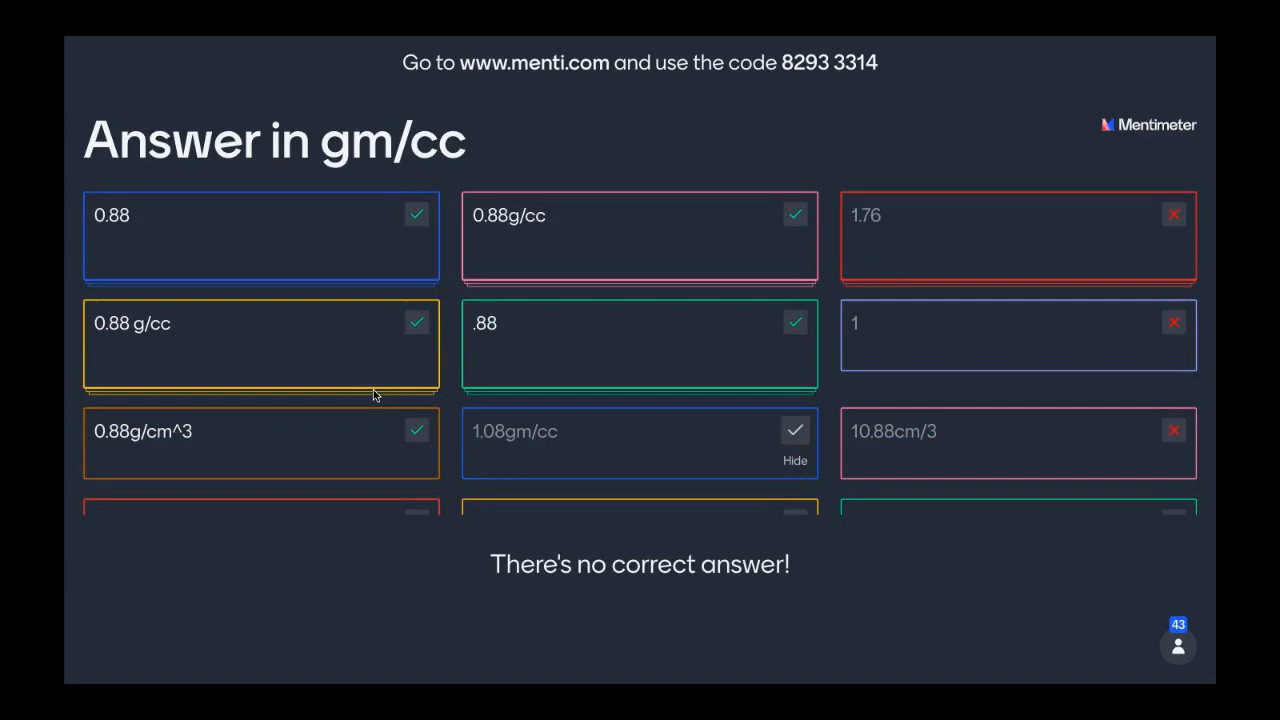 Go to www.menti.com and use the code 8293 3314
Answer in gm/cc
Mentimeter
0.88
0.88g/cc
1.76
0.88 g/cc
.88
1
0.88g/cm^3
1.08gm/cc
Hide
10.88cm/3
There's no correct answer!
43